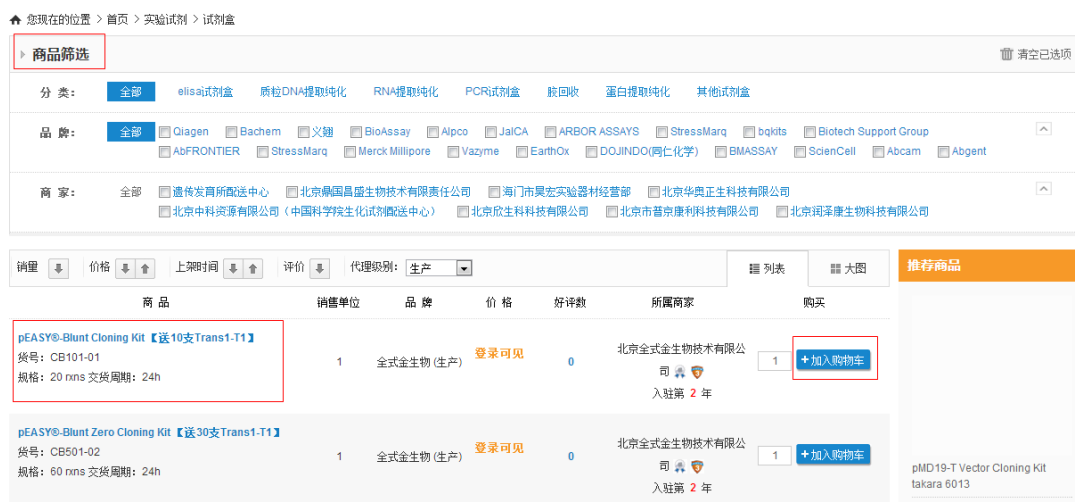 您现在的位置 > 首页 > 实验试剂 > 试剂盒
商品筛选
清空已选项
分 类： 全部 elisa试剂盒 质粒DNA提取纯化 RNA提取纯化 PCR试剂盒 胶回收 蛋白提取纯化 其他试剂盒
品 牌： 全部 Qiagen Bachem 义翘 BioAssay Alpco JaICA ARBOR ASSAYS StressMarq bqkits Biotech Support Group
AbFRONTIER StressMarq Merck Millipore Vazyme EarthOx DOJINDO(同仁化学) BMASSAY ScienCell Abcam Abgent
商 家： 全部 遗传发育所配送中心 北京鼎国昌盛生物技术有限责任公司 海门市昊宏实验器材经营部 北京华奥正生科技有限公司
北京中科资源有限公司（中国科学院生化试剂配送中心） 北京欣生科科技有限公司 北京市普京康利科技有限公司 北京润泽康生物科技有限公司
销量 价格 上架时间 评价 代理级别： 生产 列表 大图
推荐商品
商 品 销售单位 品 牌 价 格 好评数 所属商家 购买
pEASY®-Blunt Cloning Kit【送10支Trans1-T1】
货号：CB101-01
规格：20 rxns 交货周期：24h
1 全式金生物 (生产) 登录可见 0
北京全式金生物技术有限公
司
入驻第 2 年
1 +加入购物车
pEASY®-Blunt Zero Cloning Kit【送30支Trans1-T1】
货号：CB501-02
规格：60 rxns 交货周期：24h
1 全式金生物 (生产) 登录可见 0
北京全式金生物技术有限公
司
入驻第 2 年
1 +加入购物车
pMD19-T Vector Cloning Kit
takara 6013